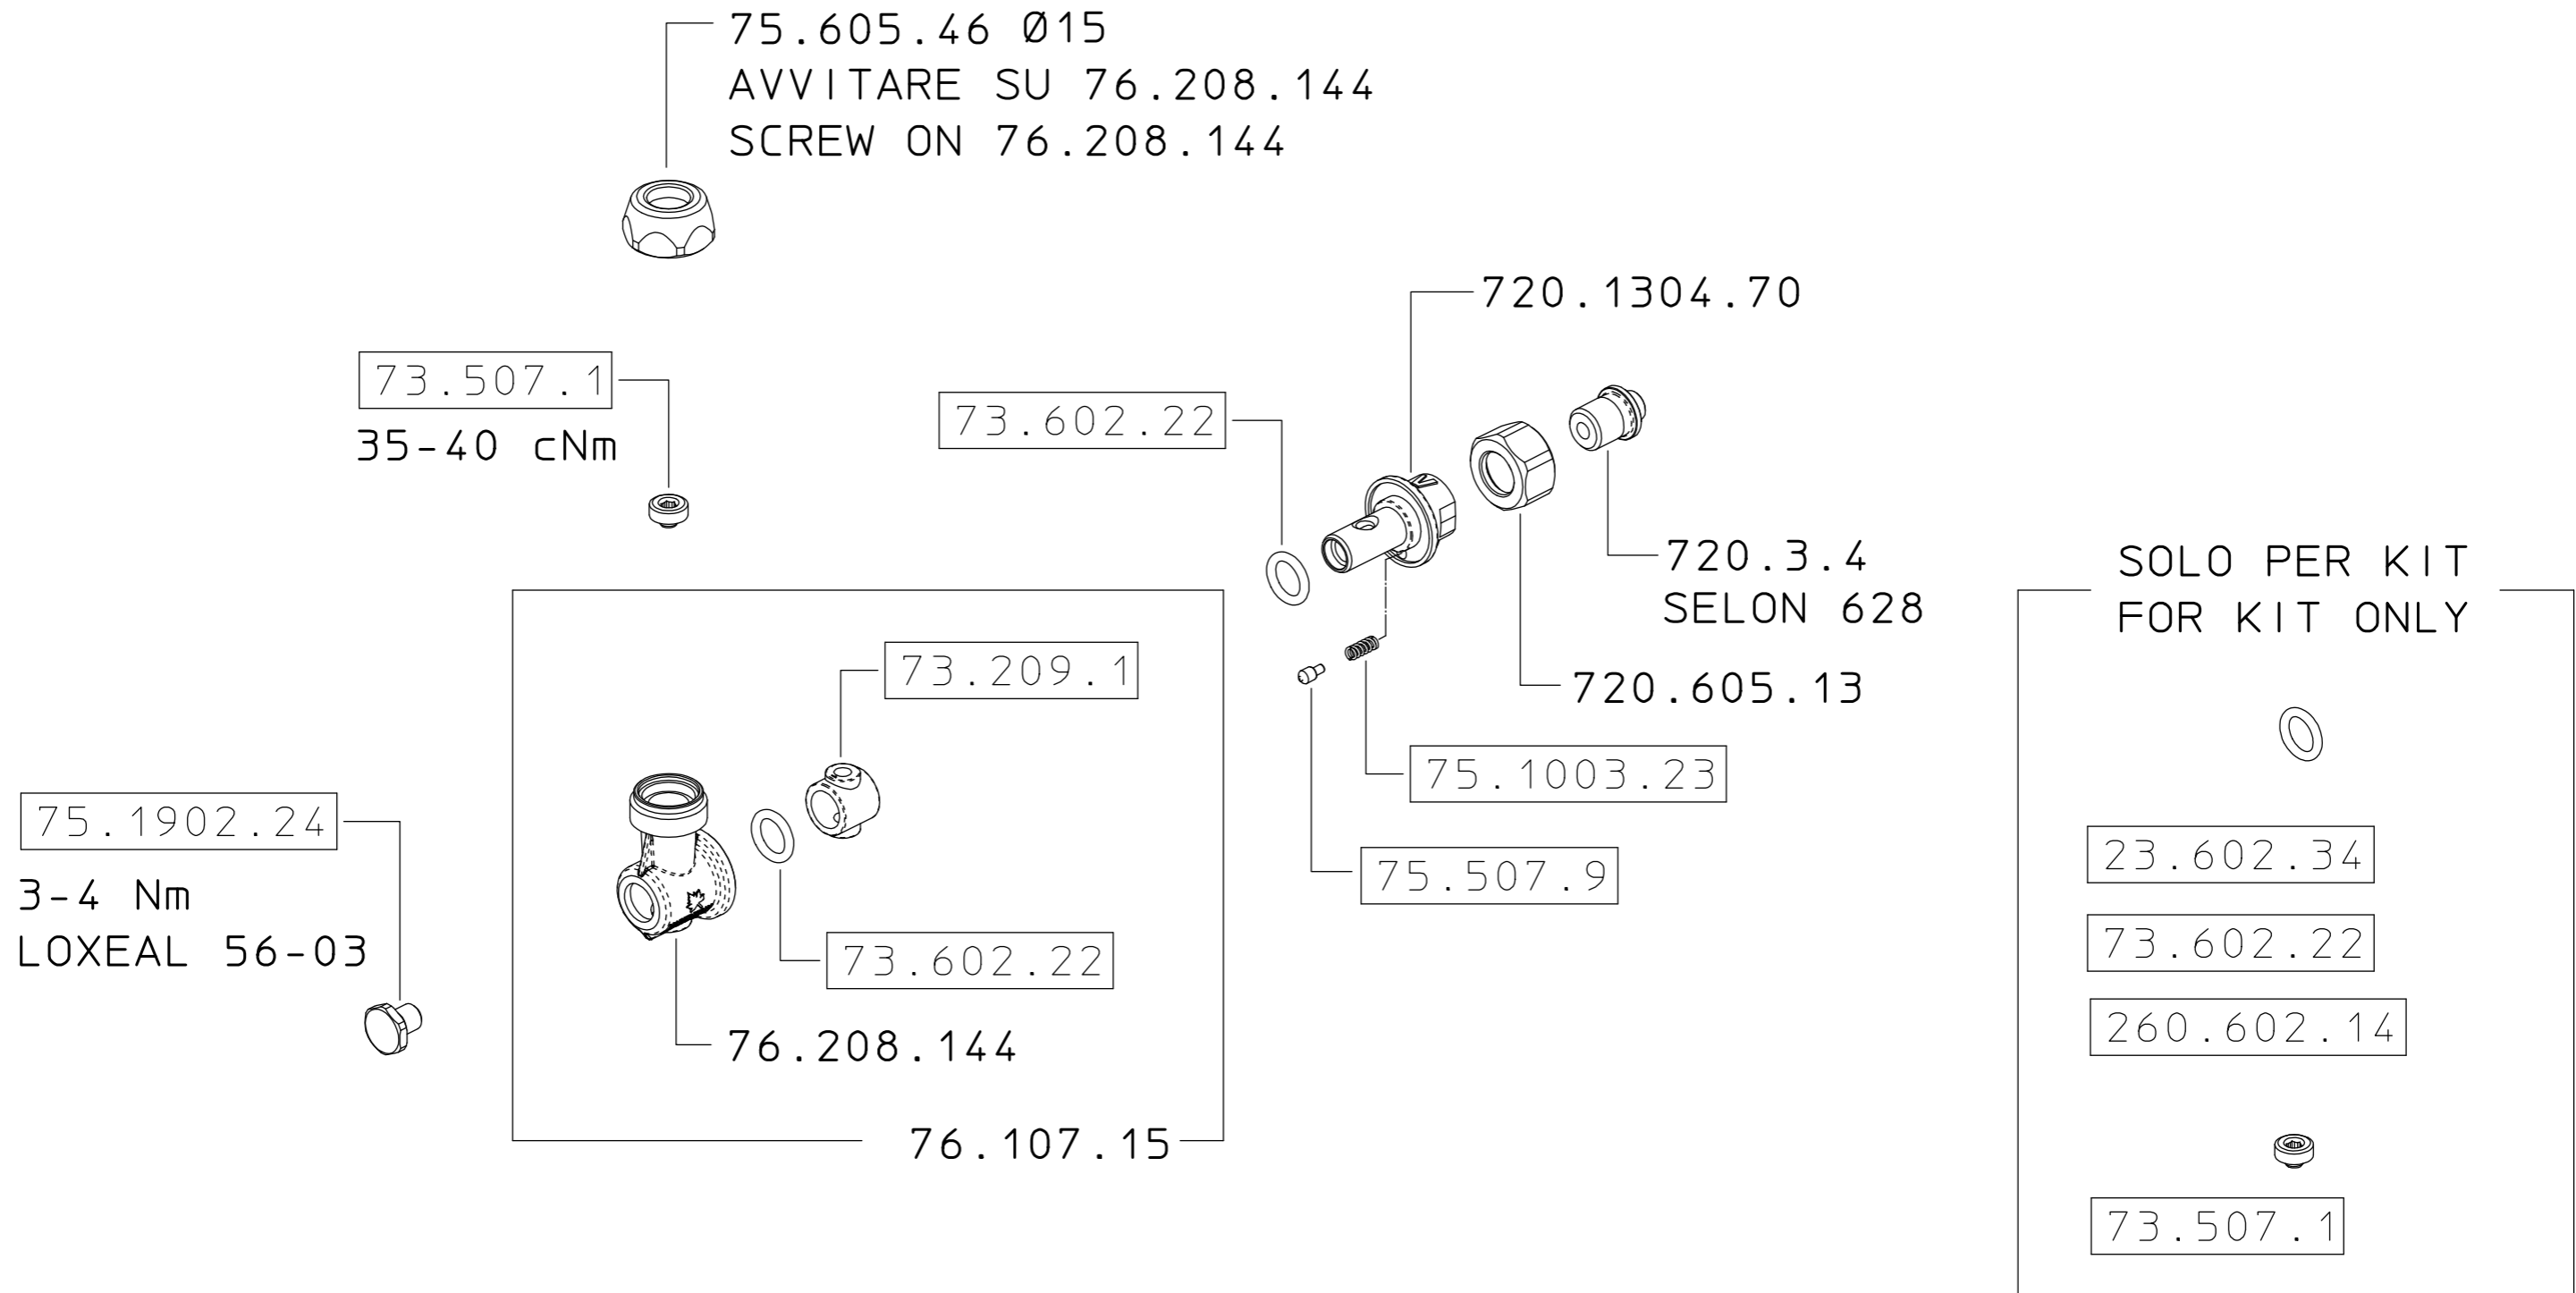 75.605.46 Ø15
AVVITARE SU 76.208.144
SCREW ON 76.208.144
720.1304.70
73.507.1
35-40 cNm
73.602.22
720.3.4
SELON 628
720.605.13
SOLO PER KIT
FOR KIT ONLY
73.209.1
75.1003.23
75.1902.24
3-4 Nm
LOXEAL 56-03
75.507.9
73.602.22
76.208.144
76.107.15
23.602.34
73.602.22
260.602.14
73.507.1